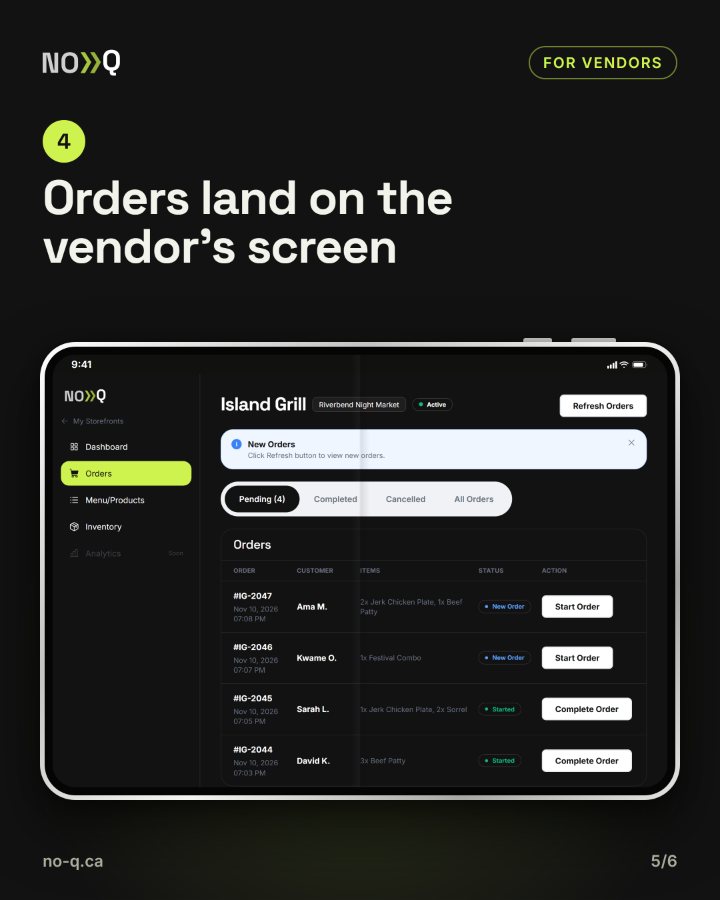 NO»Q
FOR VENDORS
4
Orders land on the
vendor’s screen
9:41
NO»Q
← My Storefronts
Dashboard
Orders
Menu/Products
Inventory
Analytics Soon
Island Grill Riverbend Night Market Active Refresh Orders
New Orders
Click Refresh button to view new orders.
Pending (4) Completed Cancelled All Orders
Orders
ORDER CUSTOMER ITEMS STATUS ACTION
#IG-2047
Nov 10, 2026
07:08 PM
Ama M.
2x Jerk Chicken Plate, 1x Beef
Patty
New Order
Start Order
#IG-2046
Nov 10, 2026
07:07 PM
Kwame O.
1x Festival Combo
New Order
Start Order
#IG-2045
Nov 10, 2026
07:05 PM
Sarah L.
1x Jerk Chicken Plate, 2x Sorrel
Started
Complete Order
#IG-2044
Nov 10, 2026
07:03 PM
David K.
3x Beef Patty
Started
Complete Order
no-q.ca
5/6